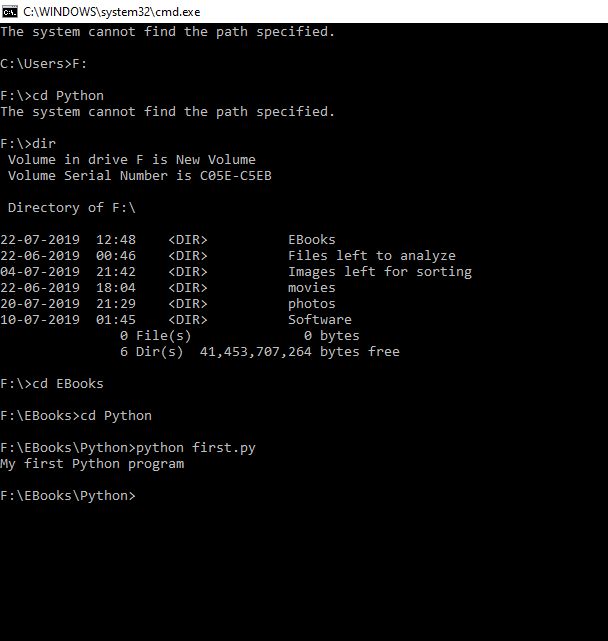 C:\WINDOWS\system32\cmd.exe
The system cannot find the path specified.
C:\Users>F:
F:\>cd Python
The system cannot find the path specified.
F:\>dir
 Volume in drive F is New Volume
 Volume Serial Number is C05E-C5EB
 Directory of F:\
22-07-2019  12:48    <DIR>          EBooks
22-06-2019  00:46    <DIR>          Files left to analyze
04-07-2019  21:42    <DIR>          Images left for sorting
22-06-2019  18:04    <DIR>          movies
20-07-2019  21:29    <DIR>          photos
10-07-2019  01:45    <DIR>          Software
               0 File(s)              0 bytes
               6 Dir(s)  41,453,707,264 bytes free
F:\>cd EBooks
F:\EBooks>cd Python
F:\EBooks\Python>python first.py
My first Python program
F:\EBooks\Python>